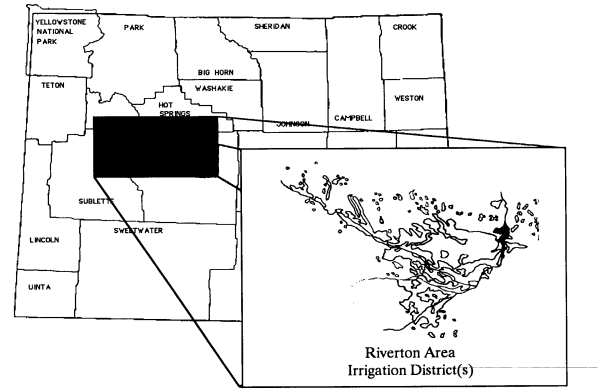 YELLOWSTONE
NATIONAL
PARK
PARK
SHERIDAN
CROOK
BIG HORN
TETON
WASHAKIE
HOT
SPRINGS
JOHNSON
CAMPBELL
WESTON
SUBLETTE
SWEETWATER
LINCOLN
UINTA
Riverton Area
Irrigation District(s)